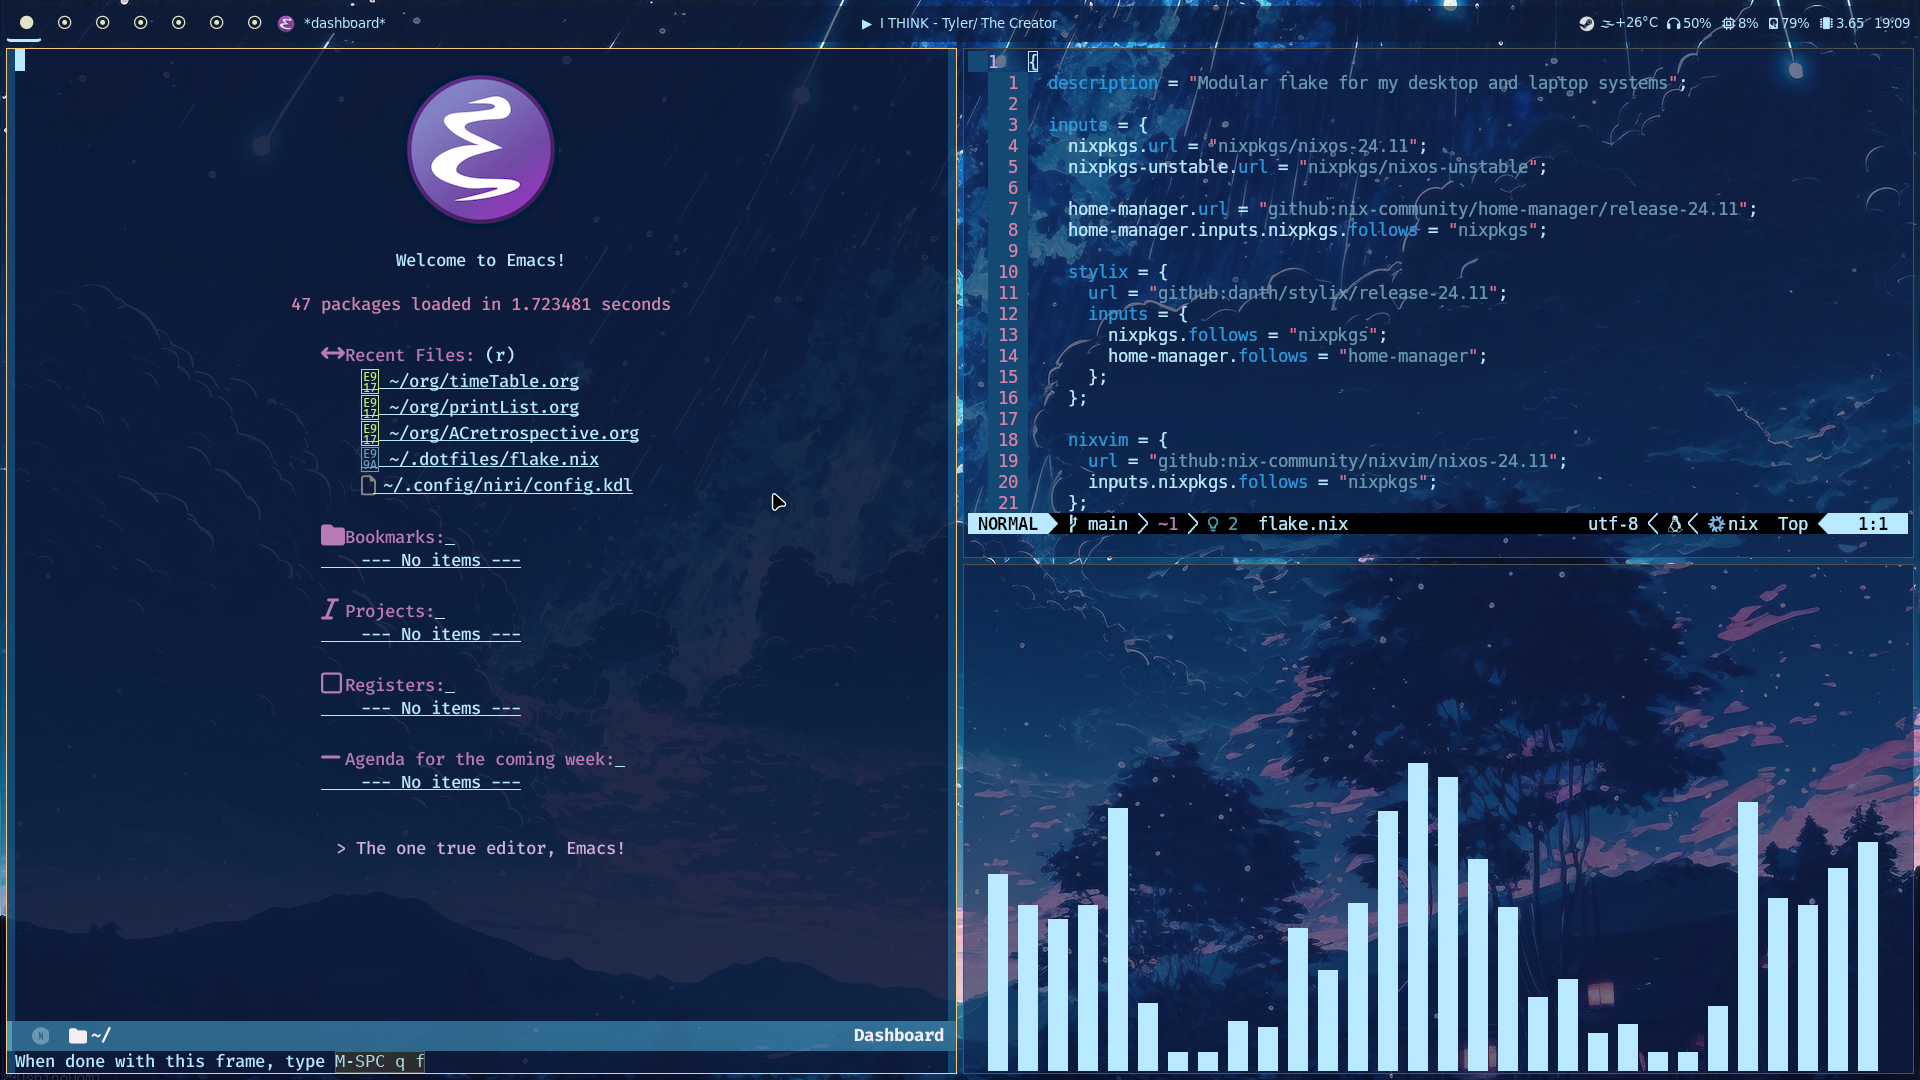 *dashboard*
▶ I THINK - Tyler/ The Creator
+26°C 50% 8% 79% 3.65 19:09
Welcome to Emacs!
47 packages loaded in 1.723481 seconds
Recent Files: (r)
E917 ~/org/timeTable.org
E917 ~/org/printList.org
E917 ~/org/ACretrospective.org
E99A ~/.dotfiles/flake.nix
~/.config/niri/config.kdl
Bookmarks:_
--- No items ---
Projects:_
--- No items ---
Registers:_
--- No items ---
Agenda for the coming week:_
--- No items ---
> The one true editor, Emacs!
N ~/ Dashboard
When done with this frame, type M-SPC q f
1 {
1 description = "Modular flake for my desktop and laptop systems";
2
3 inputs = {
4 nixpkgs.url = "nixpkgs/nixos-24.11";
5 nixpkgs-unstable.url = "nixpkgs/nixos-unstable";
6
7 home-manager.url = "github:nix-community/home-manager/release-24.11";
8 home-manager.inputs.nixpkgs.follows = "nixpkgs";
9
10 stylix = {
11 url = "github:danth/stylix/release-24.11";
12 inputs = {
13 nixpkgs.follows = "nixpkgs";
14 home-manager.follows = "home-manager";
15 };
16 };
17
18 nixvim = {
19 url = "github:nix-community/nixvim/nixos-24.11";
20 inputs.nixpkgs.follows = "nixpkgs";
21 };
NORMAL main ~1 2 flake.nix utf-8 nix Top 1:1